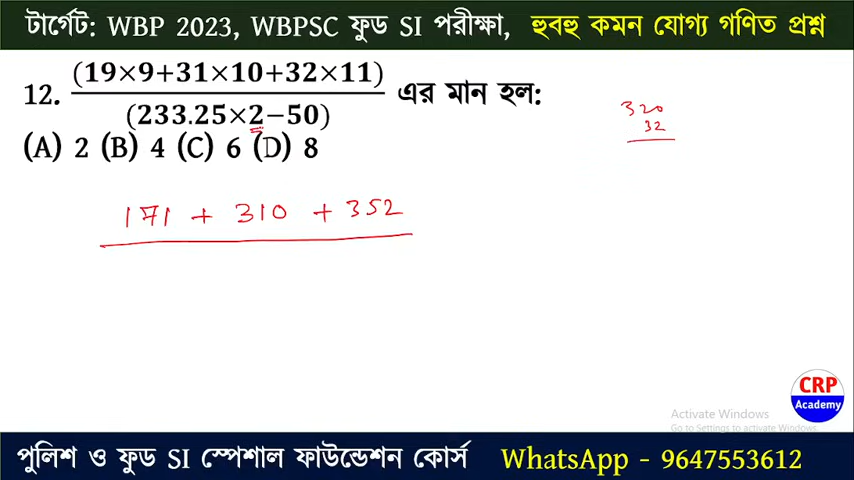 টার্গেট: WBP 2023, WBPSC ফুড SI পরীক্ষা, হুবহু কমন যোগ্য গণিত প্রশ্ন
12. (19×9+31×10+32×11)
(233.25×2−50) এর মান হল:
(A) 2 (B) 4 (C) 6 (D) 8
320
32
171 + 310 + 352
CRP
Academy
Activate Windows
Go to Settings to activate Windows.
পুলিশ ও ফুড SI স্পেশাল ফাউন্ডেশন কোর্স WhatsApp - 9647553612